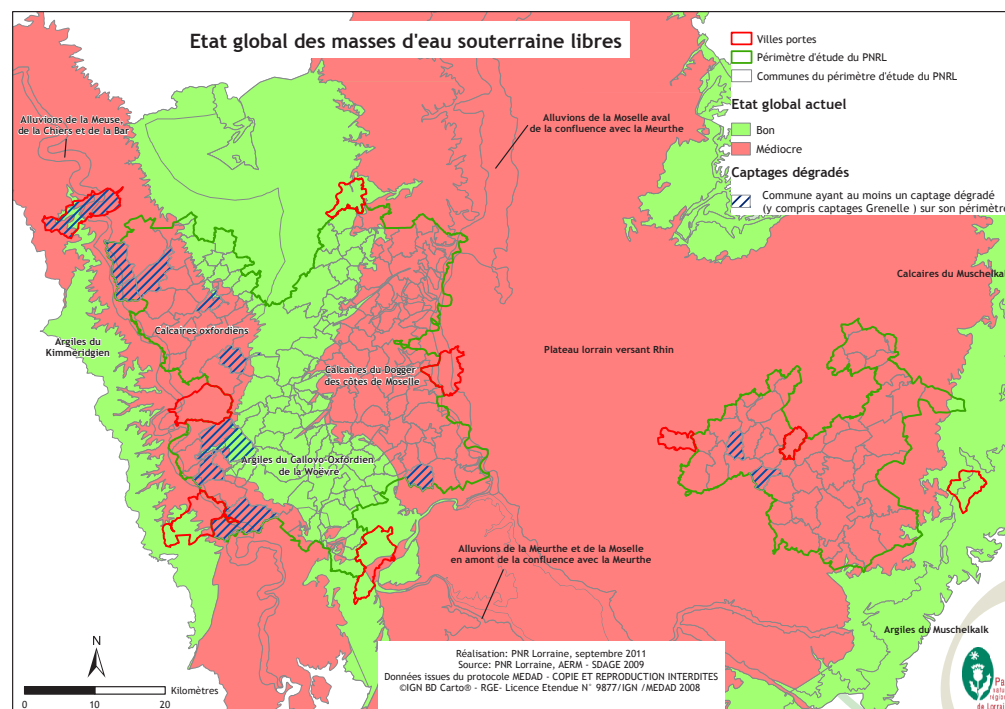 Etat global des masses d'eau souterraine libres
Villes portes
Périmètre d'étude du PNRL
Communes du périmètre d'étude du PNRL
Etat global actuel
Bon
Médiocre
Captages dégradés
Commune ayant au moins un captage dégradé
(y compris captages Grenelle ) sur son périmètre
Alluvions de la Meuse,
de la Chiers et de la Bar
Alluvions de la Moselle aval
de la confluence avec la Meurthe
Calcaires du Muschelkal
Calcaires oxfordiens
Argiles du
Kimméridgien
Plateau lorrain versant Rhin
Calcaires du Dogger
des côtes de Moselle
Argiles du Callovo-Oxfordien
de la Woëvre
Alluvions de la Meurthe et de la Moselle
en amont de la confluence avec la Meurthe
Argiles du Muschelkalk
N
0 10 20 Kilomètres
Réalisation: PNR Lorraine, septembre 2011
Source: PNR Lorraine, AERM - SDAGE 2009
Données issues du protocole MEDAD - COPIE ET REPRODUCTION INTERDITES
©IGN BD Carto® - RGE- Licence Etendue N° 9877/IGN /MEDAD 2008
Pa
natu
régio
de Lorrai